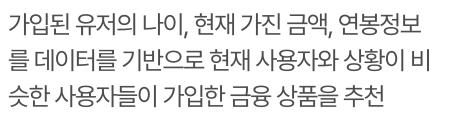 가입된 유저의 나이, 현재 가진 금액, 연봉정보
를 데이터를 기반으로 현재 사용자와 상황이 비
슷한 사용자들이 가입한 금융 상품을 추천